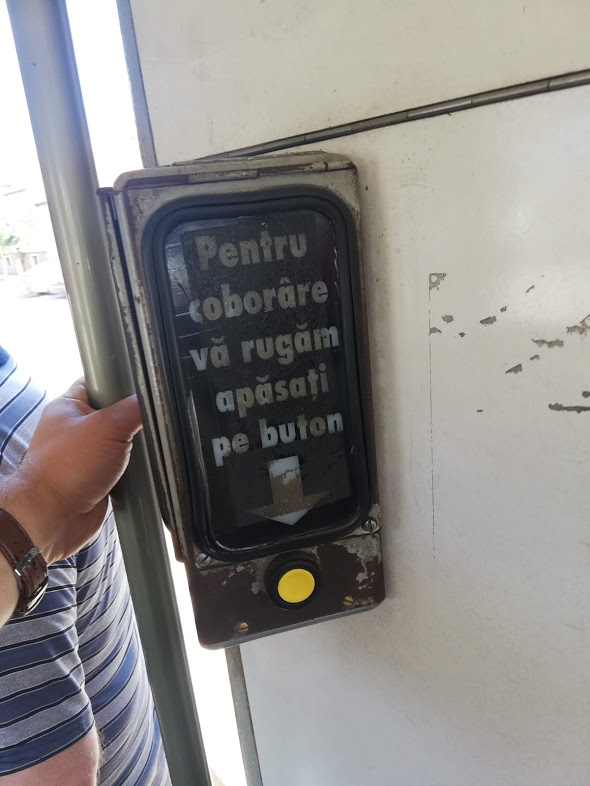 Pentru
coborâre
vă rugăm
apăsați
pe buton